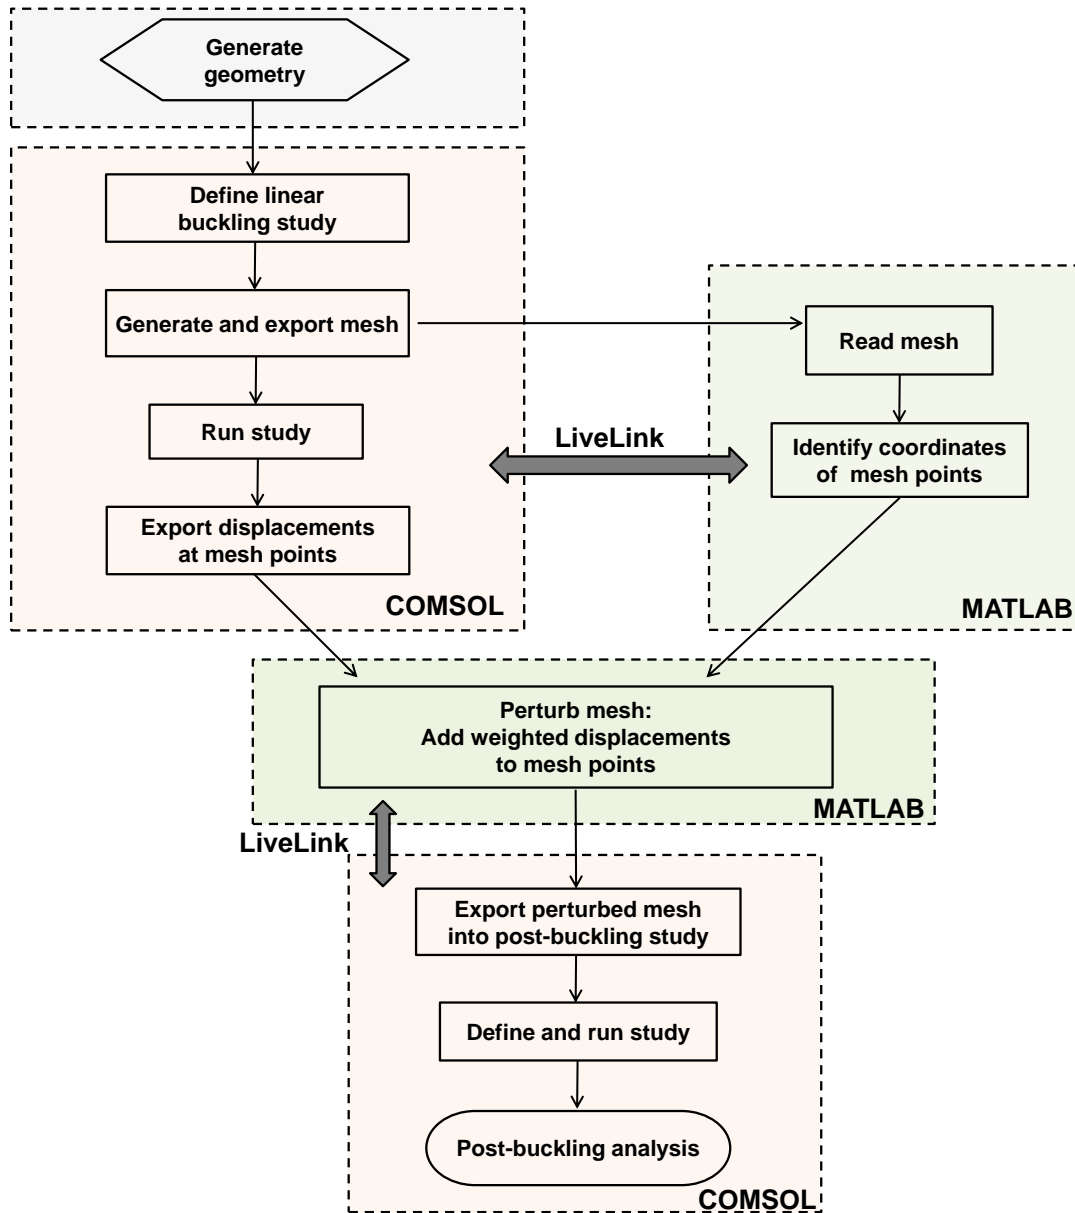 Generate
geometry
Define linear
buckling study
Generate and export mesh
Run study
Export displacements
at mesh points
COMSOL
LiveLink
Read mesh
Identify coordinates
of mesh points
MATLAB
Perturb mesh:
Add weighted displacements
to mesh points
MATLAB
LiveLink
Export perturbed mesh
into post-buckling study
Define and run study
Post-buckling analysis
COMSOL